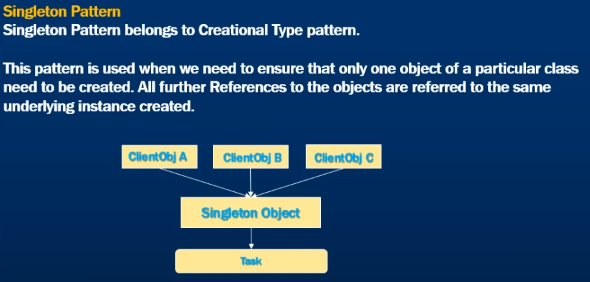 Singleton Pattern
Singleton Pattern belongs to Creational Type pattern.
This pattern is used when we need to ensure that only one object of a particular class
need to be created. All further References to the objects are referred to the same
underlying instance created.
ClientObj A
ClientObj B
ClientObj C
Singleton Object
Task